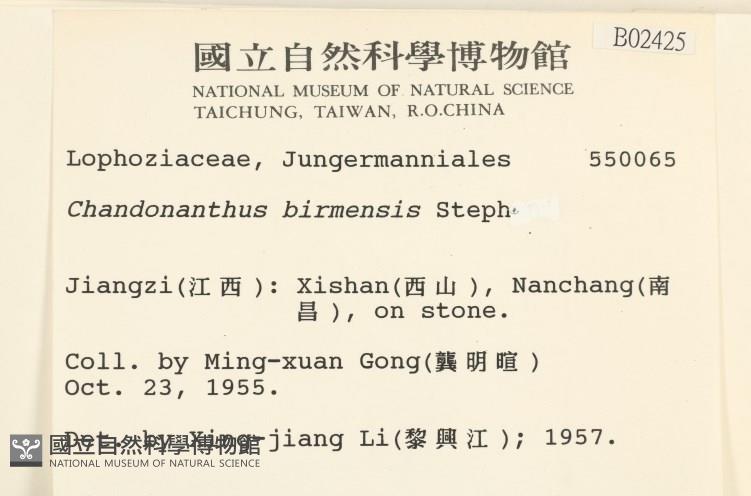 國立自然科學博物館
B02425
NATIONAL MUSEUM OF NATURAL SCIENCE
TAICHUNG, TAIWAN, R.O.CHINA
Lophoziaceae, Jungermanniales 550065
Chandonanthus birmensis Steph.
Jiangzi(江西): Xishan(西山), Nanchang(南
昌), on stone.
Coll. by Ming-xuan Gong(龔明暄)
Oct. 23, 1955.
Det. by Xing-jiang Li(黎興江); 1957.
國立自然科學博物館
NATIONAL MUSEUM OF NATURAL SCIENCE